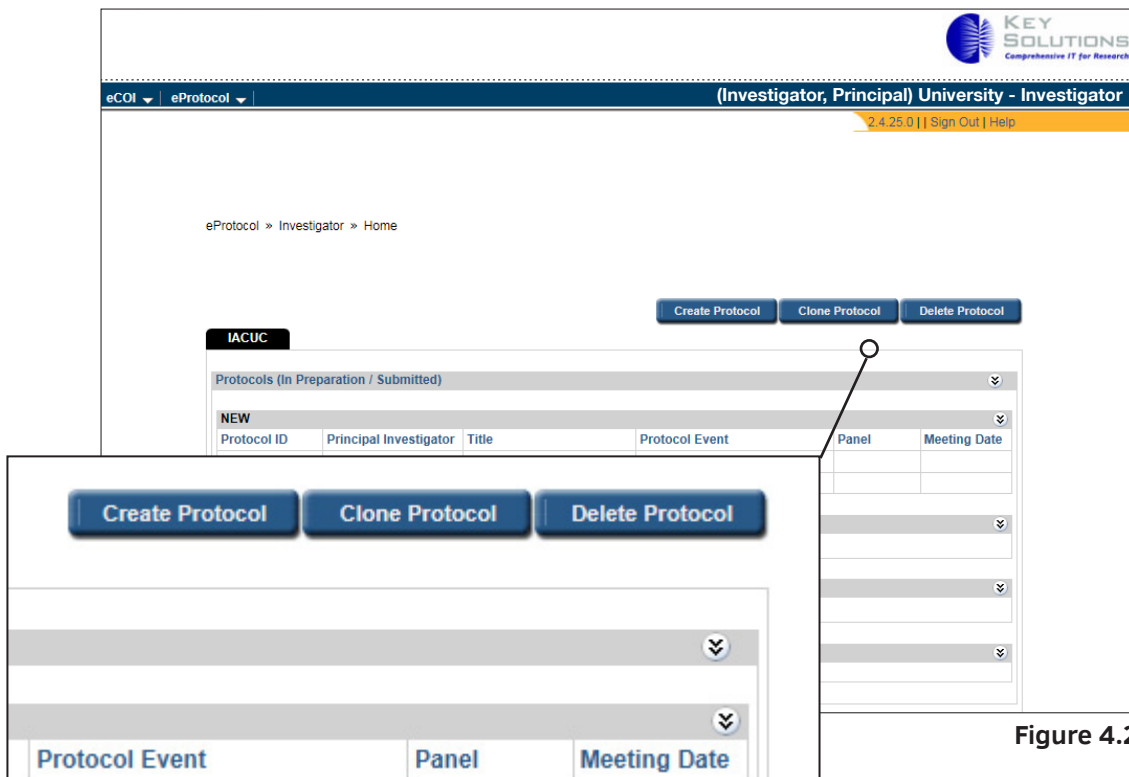 KEY
SOLUTIONS
Comprehensive IT for Research
eCOI eProtocol (Investigator, Principal) University - Investigator
2.4.25.0 | | Sign Out | Help
eProtocol » Investigator » Home
Create Protocol Clone Protocol Delete Protocol
IACUC
Protocols (In Preparation / Submitted)
NEW
Protocol ID Principal Investigator Title Protocol Event Panel Meeting Date
Create Protocol Clone Protocol Delete Protocol
Protocol Event Panel Meeting Date
Figure 4.2